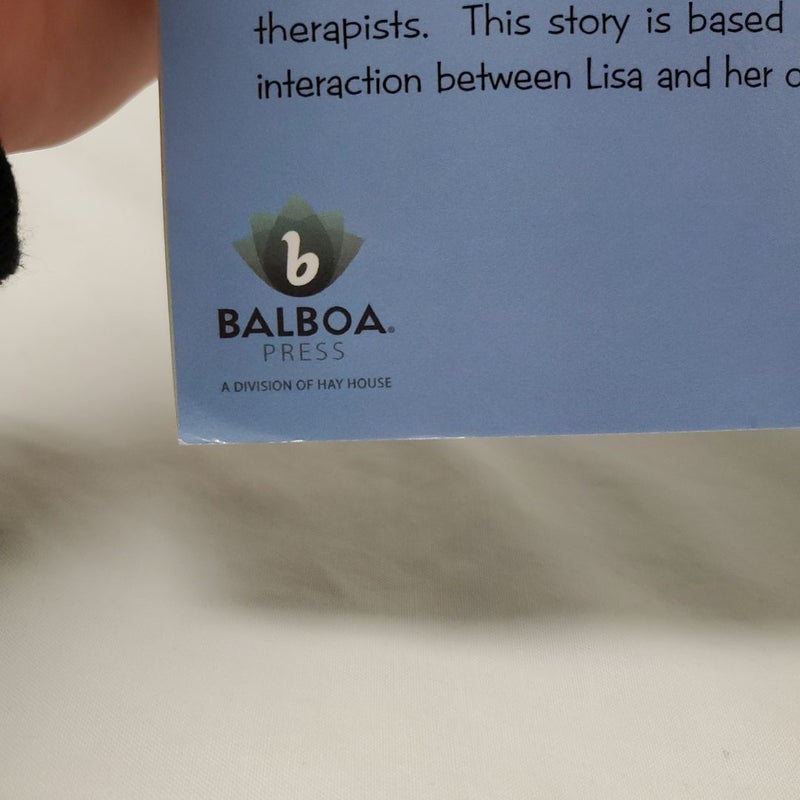 therapists. This story is based
interaction between Lisa and her
b
BALBOA®
PRESS
A DIVISION OF HAY HOUSE